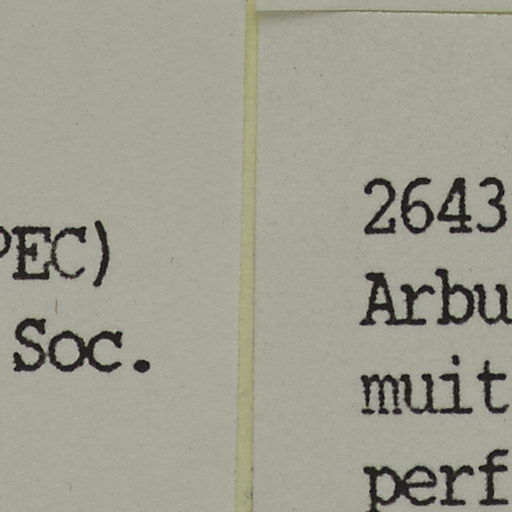 PEC)
Soc.
2643
Arbu
muit
perf